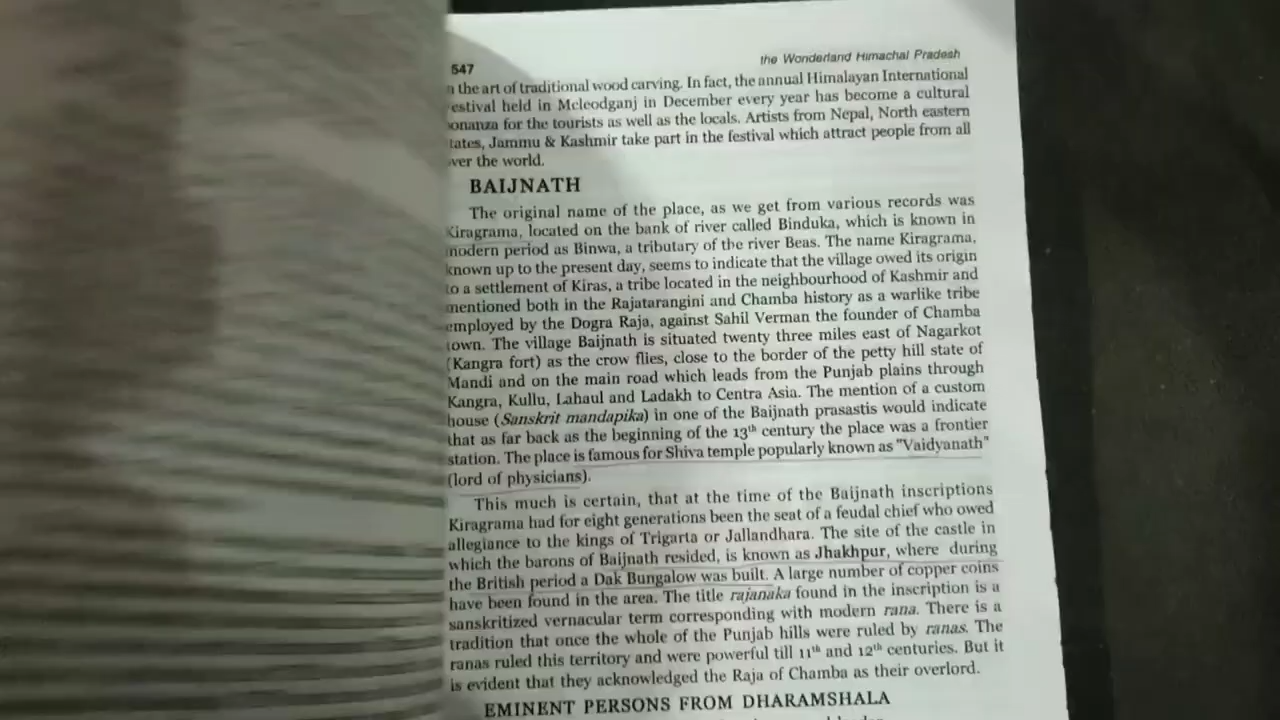 547
the Wonderland Himachal Pradesh
the art of traditional wood carving. In fact, the annual Himalayan International
estival held in Mcleodganj in December every year has become a cultural
onanza for the tourists as well as the locals. Artists from Nepal, North eastern
tates, Jammu & Kashmir take part in the festival which attract people from all
ver the world.
BAIJNATH
The original name of the place, as we get from various records was
Kiragrama, located on the bank of river called Binduka, which is known in
modern period as Binwa, a tributary of the river Beas. The name Kiragrama,
known up to the present day, seems to indicate that the village owed its origin
to a settlement of Kiras, a tribe located in the neighbourhood of Kashmir and
mentioned both in the Rajatarangini and Chamba history as a warlike tribe
employed by the Dogra Raja, against Sahil Verman the founder of Chamba
town. The village Baijnath is situated twenty three miles east of Nagarkot
(Kangra fort) as the crow flies, close to the border of the petty hill state of
Mandi and on the main road which leads from the Punjab plains through
Kangra, Kullu, Lahaul and Ladakh to Centra Asia. The mention of a custom
house (Sanskrit mandapika) in one of the Baijnath prasastis would indicate
that as far back as the beginning of the 13th century the place was a frontier
station. The place is famous for Shiva temple popularly known as "Vaidyanath"
(lord of physicians).
This much is certain, that at the time of the Baijnath inscriptions
Kiragrama had for eight generations been the seat of a feudal chief who owed
allegiance to the kings of Trigarta or Jallandhara. The site of the castle in
which the barons of Baijnath resided, is known as Jhakhpur, where during
the British period a Dak Bungalow was built. A large number of copper coins
have been found in the area. The title rajanaka found in the inscription is a
sanskritized vernacular term corresponding with modern rana. There is a
tradition that once the whole of the Punjab hills were ruled by ranas. The
ranas ruled this territory and were powerful till 11th and 12th centuries. But it
is evident that they acknowledged the Raja of Chamba as their overlord.
EMINENT PERSONS FROM DHARAMSHALA